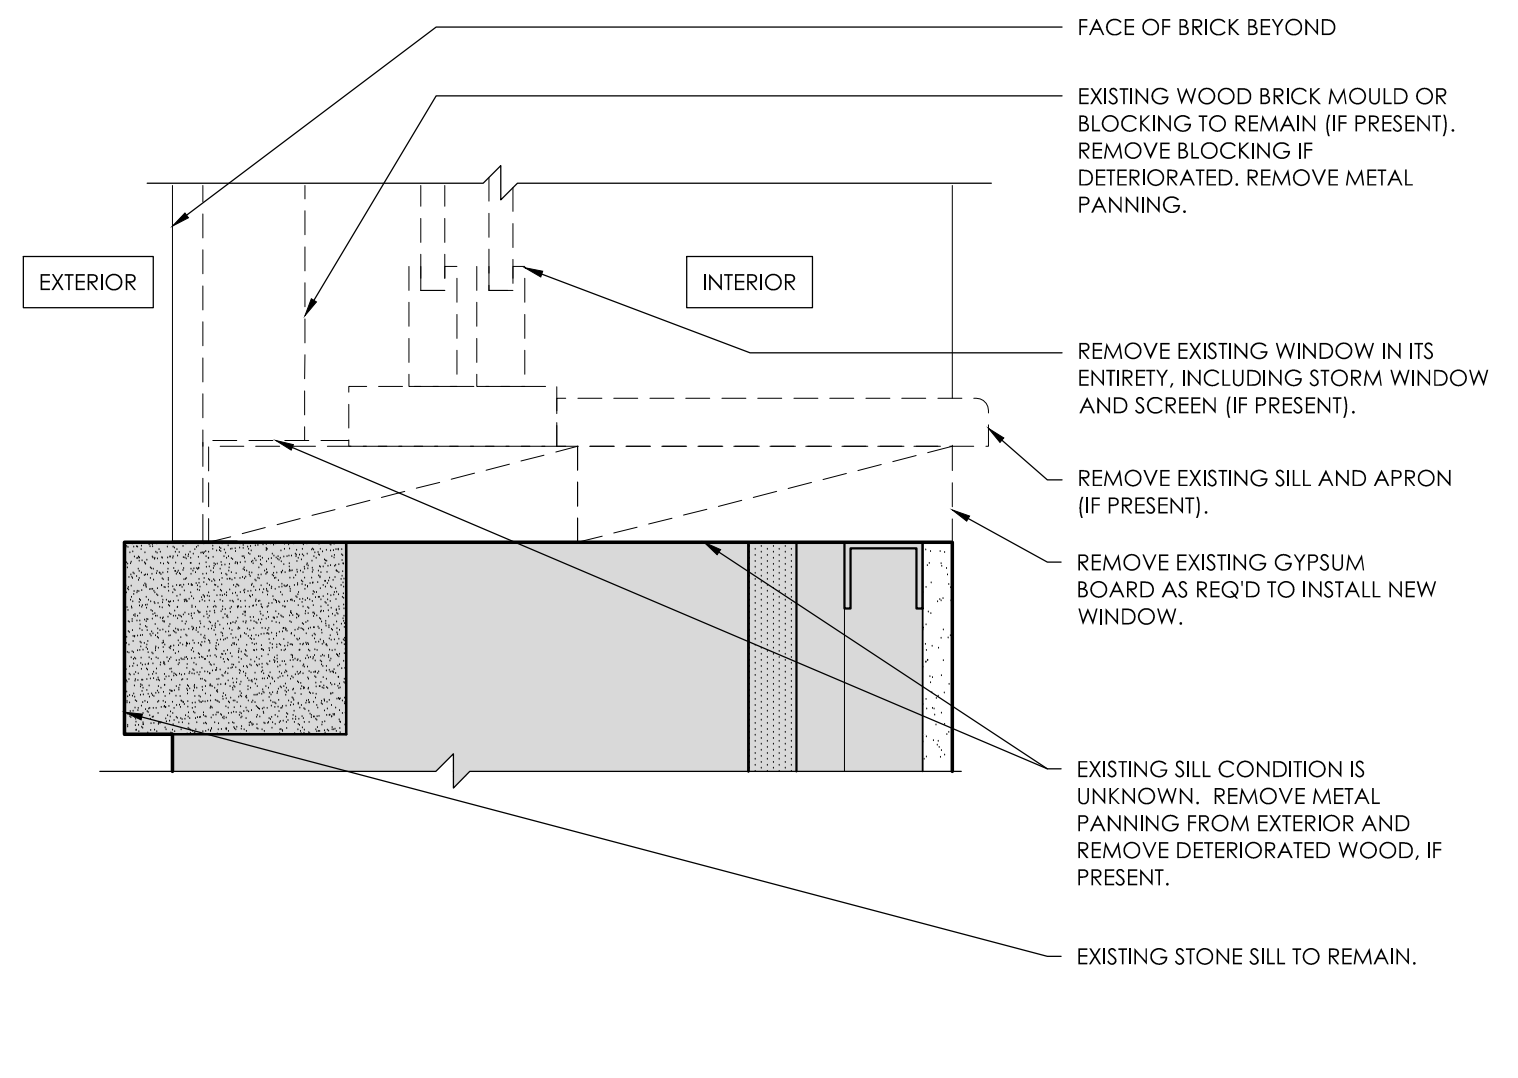 FACE OF BRICK BEYOND
EXISTING WOOD BRICK MOULD OR
BLOCKING TO REMAIN (IF PRESENT).
REMOVE BLOCKING IF
DETERIORATED. REMOVE METAL
PANNING.
EXTERIOR
INTERIOR
REMOVE EXISTING WINDOW IN ITS
ENTIRETY, INCLUDING STORM WINDOW
AND SCREEN (IF PRESENT).
REMOVE EXISTING SILL AND APRON
(IF PRESENT).
REMOVE EXISTING GYPSUM
BOARD AS REQ'D TO INSTALL NEW
WINDOW.
EXISTING SILL CONDITION IS
UNKNOWN. REMOVE METAL
PANNING FROM EXTERIOR AND
REMOVE DETERIORATED WOOD, IF
PRESENT.
EXISTING STONE SILL TO REMAIN.